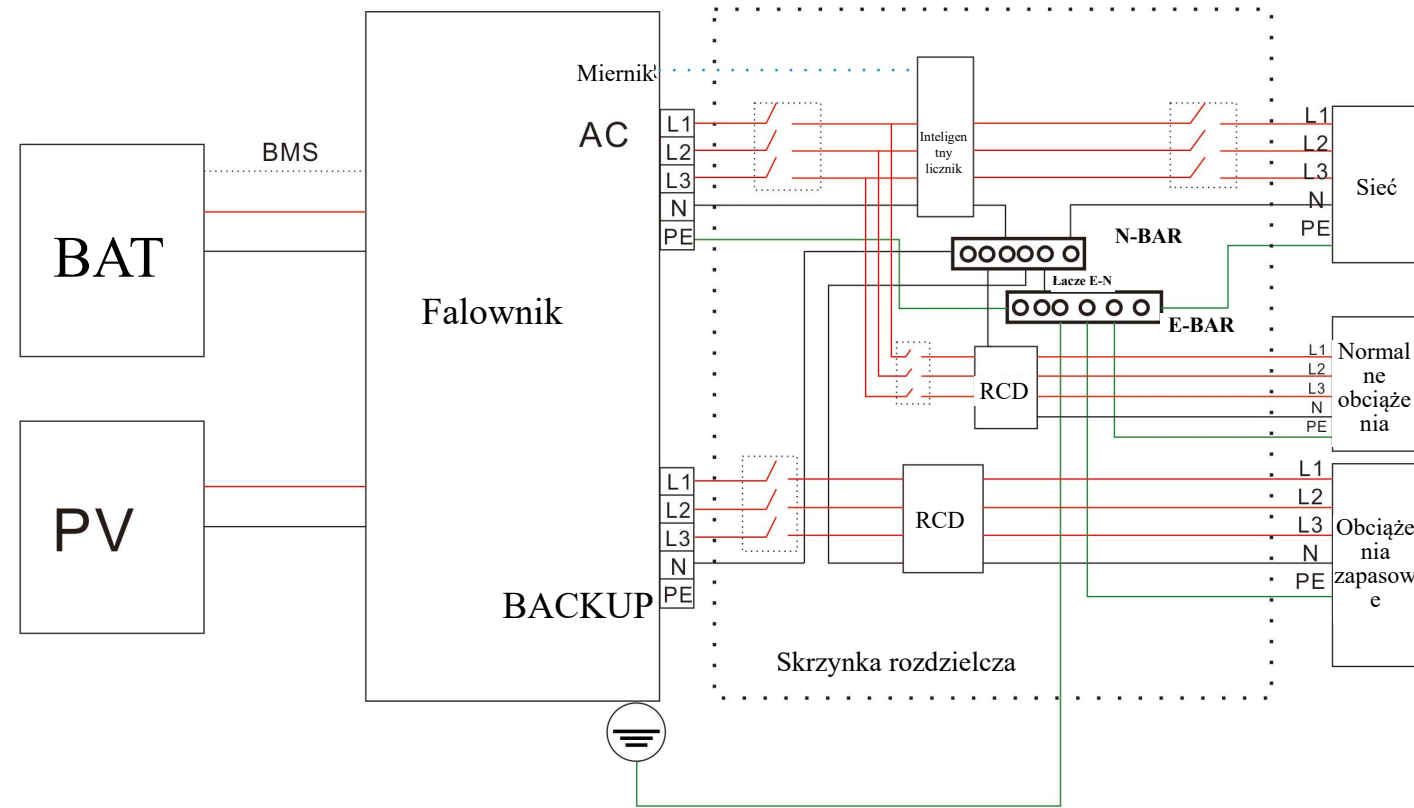 Miernik
AC
L1
L2
L3
N
PE
BMS
BAT
Falownik
PV
L1
L2
L3
N
PE
BACKUP
Inteligen
tny
licznik
N-BAR
Łacze E-N
E-BAR
RCD
RCD
Skrzynka rozdzielcza
L1
L2
L3
N
PE
Sieć
L1
L2
L3
N
PE
Normal
ne
obciąże
nia
L1
L2
L3
N
PE
Obciąże
nia
zapasow
e